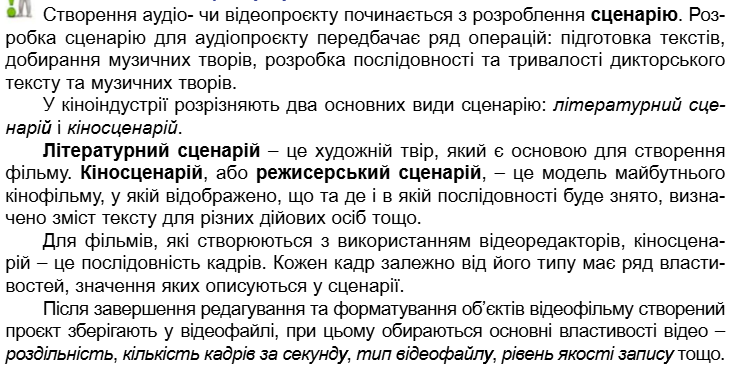 Створення аудіо- чи відеопроєкту починається з розроблення сценарію. Роз-
робка сценарію для аудіопроєкту передбачає ряд операцій: підготовка текстів,
добирання музичних творів, розробка послідовності та тривалості дикторського
тексту та музичних творів.
У кіноіндустрії розрізняють два основних види сценарію: літературний сце-
нарій і кіносценарій.
Літературний сценарій – це художній твір, який є основою для створення
фільму. Кіносценарій, або режисерський сценарій, – це модель майбутнього
кінофільму, у якій відображено, що та де і в якій послідовності буде знято, визна-
чено зміст тексту для різних дійових осіб тощо.
Для фільмів, які створюються з використанням відеоредакторів, кіносцена-
рій – це послідовність кадрів. Кожен кадр залежно від його типу має ряд власти-
востей, значення яких описуються у сценарії.
Після завершення редагування та форматування об’єктів відеофільму створений
проєкт зберігають у відеофайлі, при цьому обираються основні властивості відео –
роздільність, кількість кадрів за секунду, тип відеофайлу, рівень якості запису тощо.